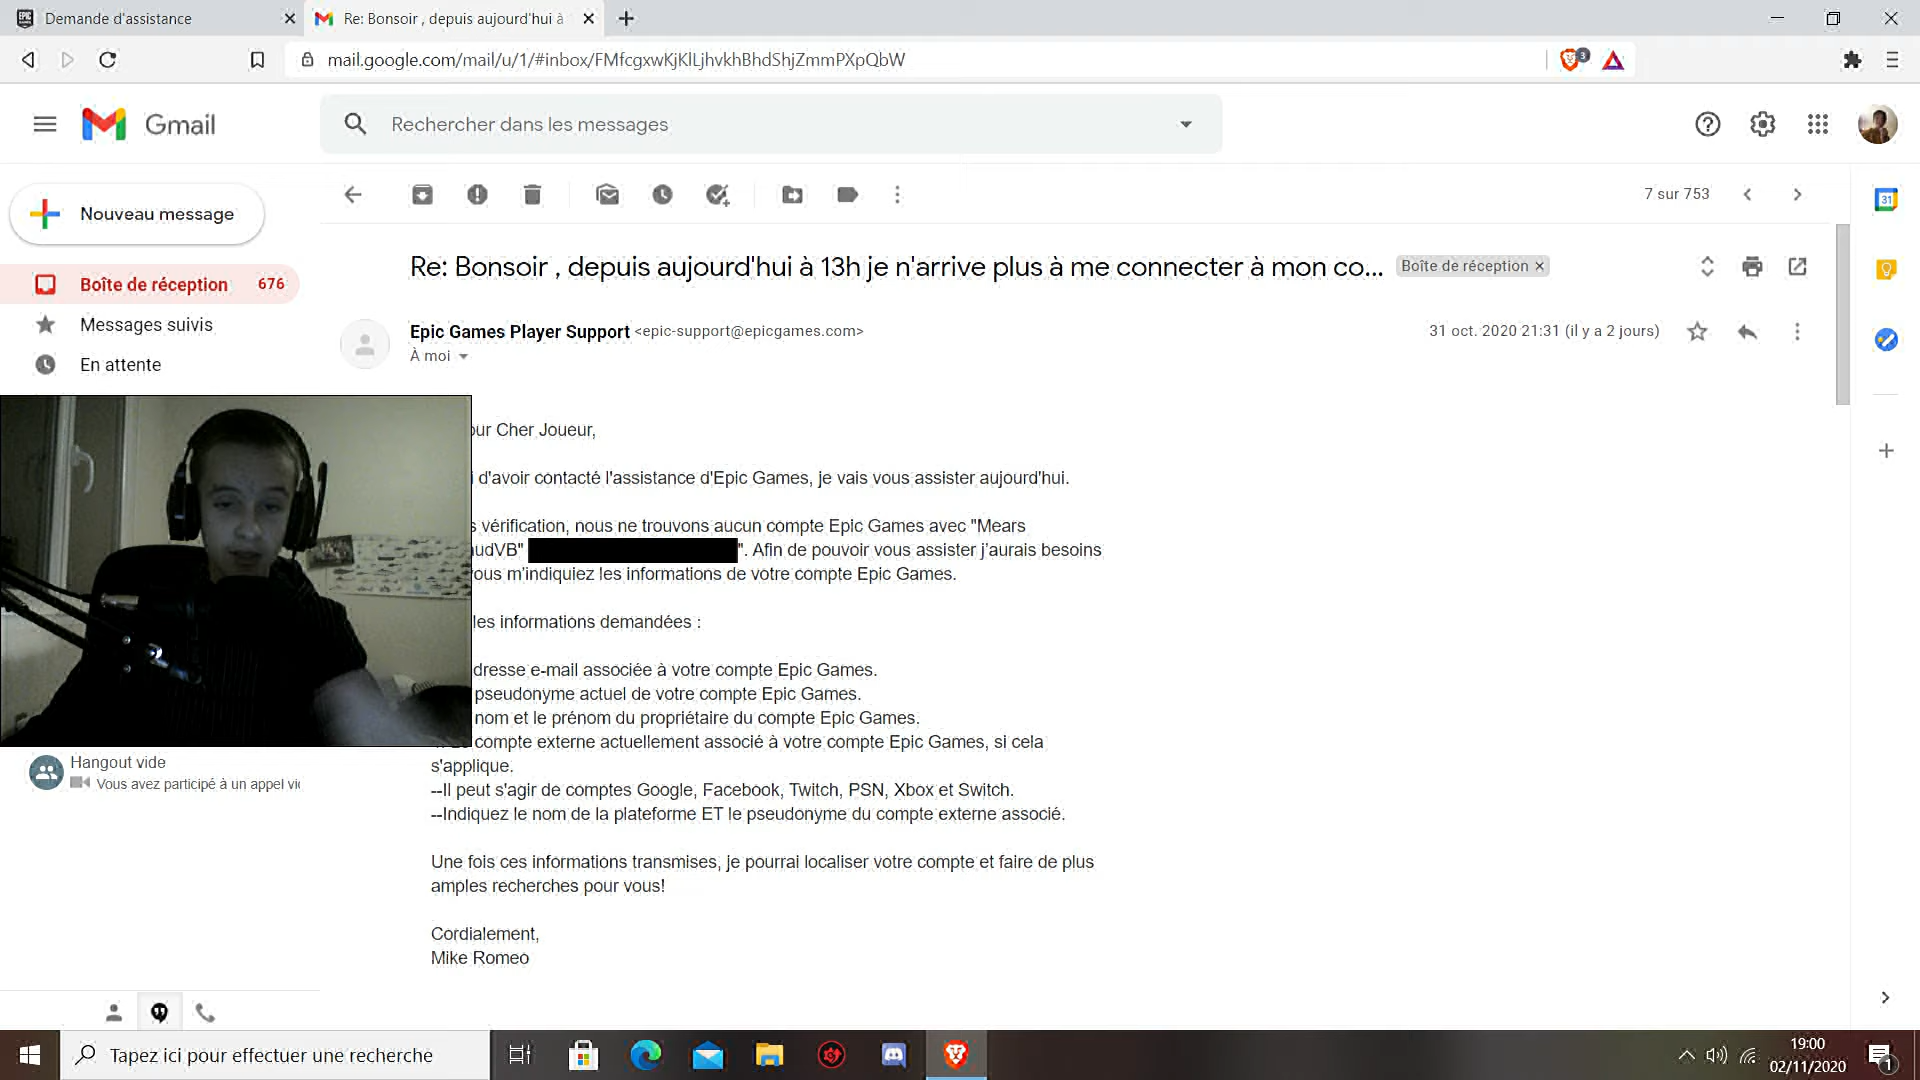 Demande d'assistance
Re: Bonsoir , depuis aujourd'hui à
mail.google.com/mail/u/1/#inbox/FMfcgxwKjKlLjhvkhBhdShjZmmPXpQbW
3
Gmail
Rechercher dans les messages
Nouveau message
7 sur 753
31
Boîte de réception 676
Messages suivis
En attente
Re: Bonsoir , depuis aujourd'hui à 13h je n'arrive plus à me connecter à mon co...
Boîte de réception ×
Epic Games Player Support <epic-support@epicgames.com>
31 oct. 2020 21:31 (il y a 2 jours)
À moi
our Cher Joueur,
i d'avoir contacté l'assistance d'Epic Games, je vais vous assister aujourd'hui.
s vérification, nous ne trouvons aucun compte Epic Games avec "Mears
udVB" ". Afin de pouvoir vous assister j'aurais besoins
ous m'indiquiez les informations de votre compte Epic Games.
les informations demandées :
dresse e-mail associée à votre compte Epic Games.
pseudonyme actuel de votre compte Epic Games.
nom et le prénom du propriétaire du compte Epic Games.
compte externe actuellement associé à votre compte Epic Games, si cela
s'applique.
--Il peut s'agir de comptes Google, Facebook, Twitch, PSN, Xbox et Switch.
--Indiquez le nom de la plateforme ET le pseudonyme du compte externe associé.
Une fois ces informations transmises, je pourrai localiser votre compte et faire de plus
amples recherches pour vous!
Cordialement,
Mike Romeo
Hangout vide
Vous avez participé à un appel vi
Tapez ici pour effectuer une recherche
19:00
02/11/2020
1